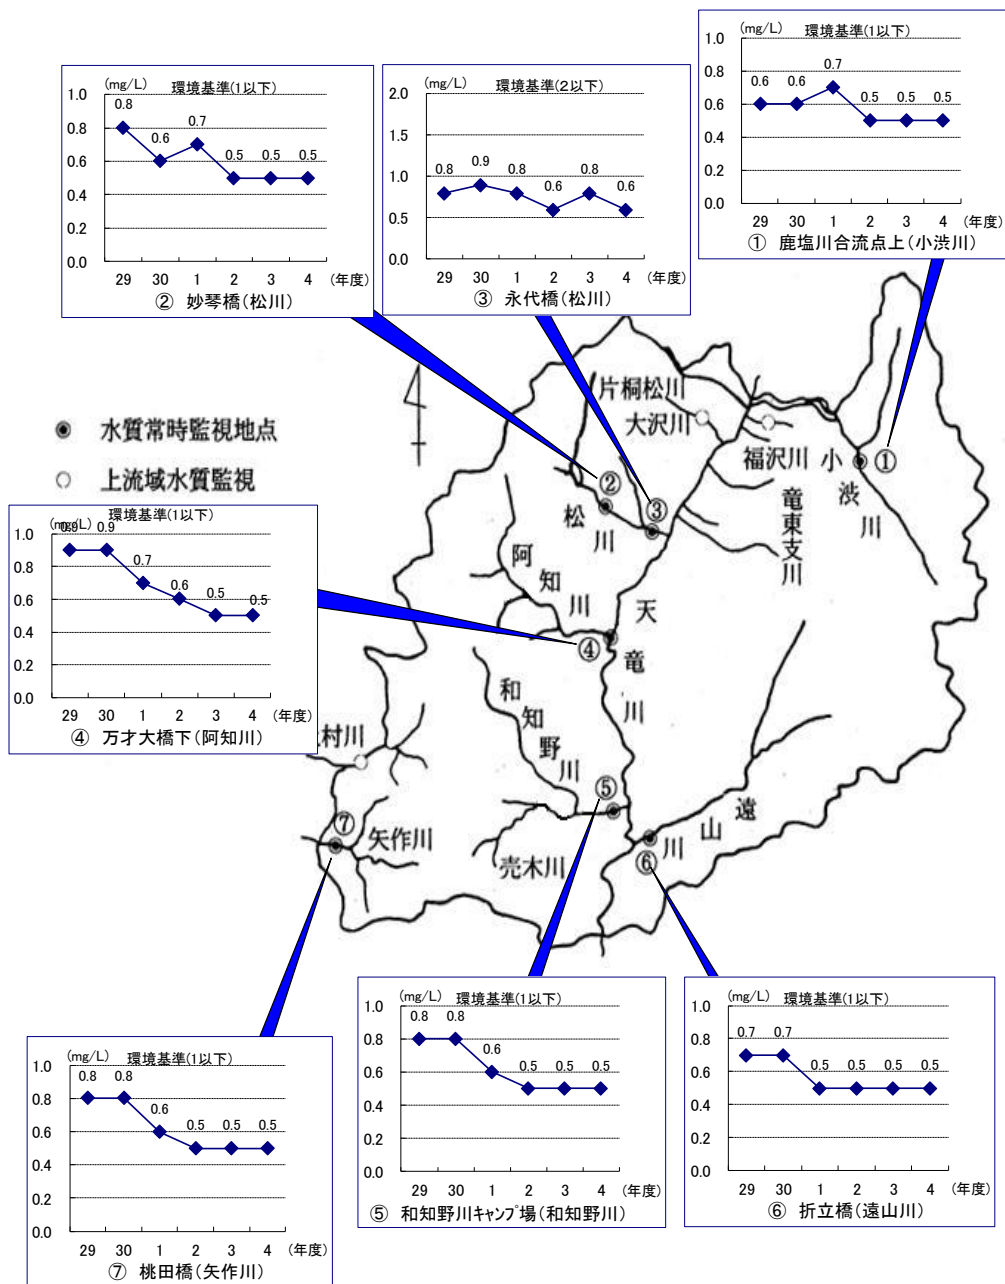 (mg/L) 環境基準(1以下)
1.0
0.8
0.6
0.4
0.2
0.0
0.6 0.6 0.7 0.5 0.5 0.5
29 30 1 2 3 4 (年度)
① 鹿塩川合流点上(小渋川)
(mg/L) 環境基準(1以下)
1.0
0.8
0.6
0.4
0.2
0.0
0.8 0.6 0.7 0.5 0.5 0.5
29 30 1 2 3 4 (年度)
② 妙琴橋(松川)
(mg/L) 環境基準(2以下)
2.0
1.5
1.0
0.5
0.0
0.8 0.9 0.8 0.6 0.8 0.6
29 30 1 2 3 4 (年度)
③ 永代橋(松川)
水質常時監視地点
上流域水質監視
片桐松川
大沢川
福沢川
小渋川
①
竜東支川
②
③
松川
阿知川
天竜川
④
和知野川
⑤
村川
⑦
矢作川
売木川
遠山川
⑥
(mg/L) 環境基準(1以下)
1.0
0.8
0.6
0.4
0.2
0.0
0.9 0.9 0.7 0.6 0.5 0.5
29 30 1 2 3 4 (年度)
④ 万才大橋下(阿知川)
(mg/L) 環境基準(1以下)
1.0
0.8
0.6
0.4
0.2
0.0
0.8 0.8 0.6 0.5 0.5 0.5
29 30 1 2 3 4 (年度)
⑤ 和知野川ｷｬﾝﾌﾟ場(和知野川)
(mg/L) 環境基準(1以下)
1.0
0.8
0.6
0.4
0.2
0.0
0.7 0.7 0.5 0.5 0.5 0.5
29 30 1 2 3 4 (年度)
⑥ 折立橋(遠山川)
(mg/L) 環境基準(1以下)
1.0
0.8
0.6
0.4
0.2
0.0
0.8 0.8 0.6 0.5 0.5 0.5
29 30 1 2 3 4 (年度)
⑦ 桃田橋(矢作川)